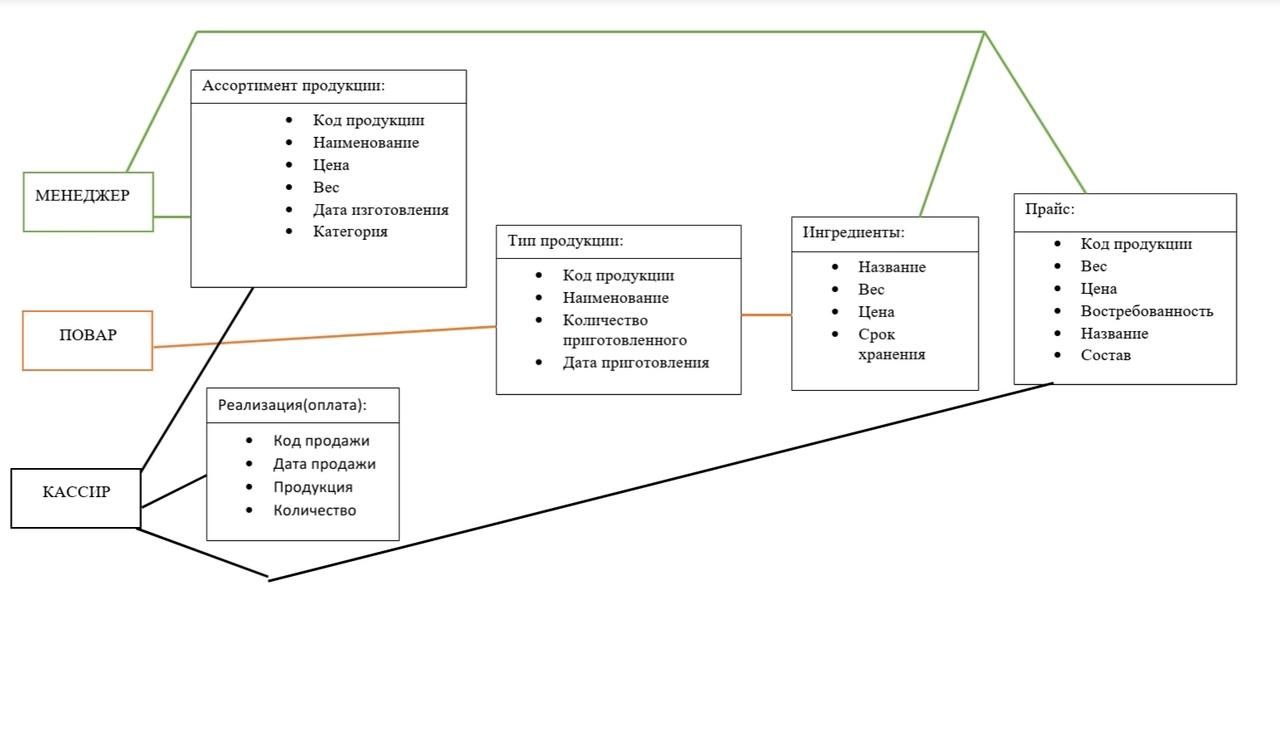 Ассортимент продукции:
Код продукции
Наименование
Цена
Вес
Дата изготовления
Категория
МЕНЕДЖЕР
Тип продукции:
Код продукции
Наименование
Количество
приготовленного
Дата приготовления
Ингредиенты:
Название
Вес
Цена
Срок
хранения
Прайс:
Код продукции
Вес
Цена
Востребованность
Название
Состав
ПОВАР
Реализация(оплата):
Код продажи
Дата продажи
Продукция
Количество
КАССИР